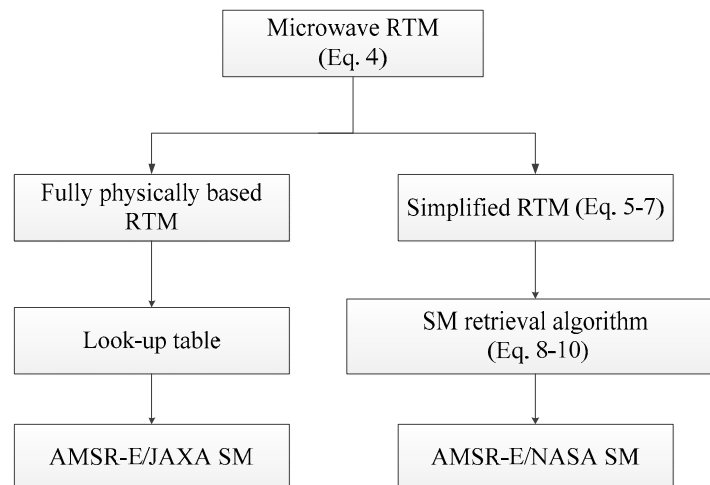 Microwave RTM
(Eq. 4)
Fully physically based
RTM
Simplified RTM (Eq. 5-7)
Look-up table
SM retrieval algorithm
(Eq. 8-10)
AMSR-E/JAXA SM
AMSR-E/NASA SM